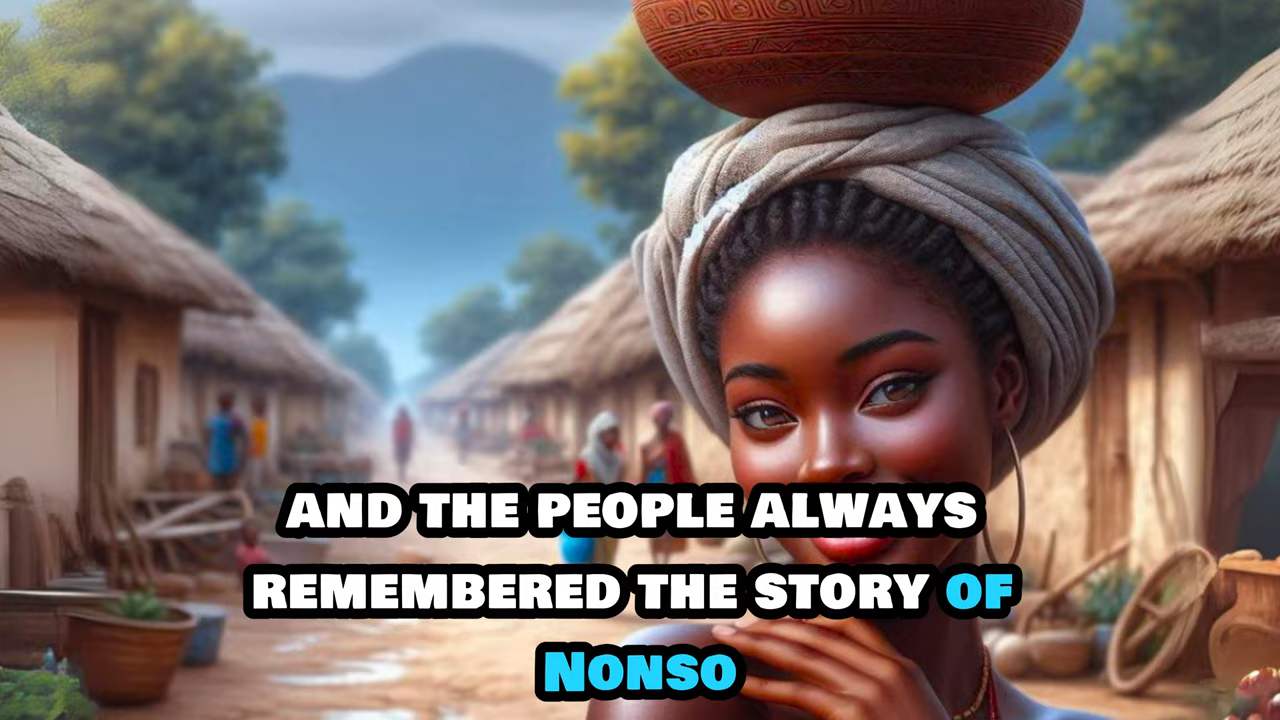 AND THE PEOPLE ALWAYS
REMEMBERED THE STORY OF
NONSO